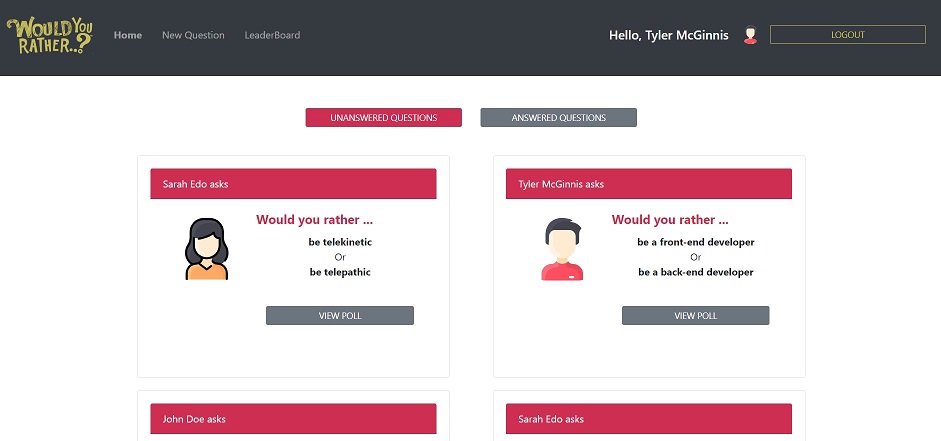 WOULD YOU
RATHER..?
Home New Question LeaderBoard
Hello, Tyler McGinnis
LOGOUT
UNANSWERED QUESTIONS
ANSWERED QUESTIONS
Sarah Edo asks
Would you rather ...
be telekinetic
Or
be telepathic
VIEW POLL
Tyler McGinnis asks
Would you rather ...
be a front-end developer
Or
be a back-end developer
VIEW POLL
John Doe asks
Sarah Edo asks